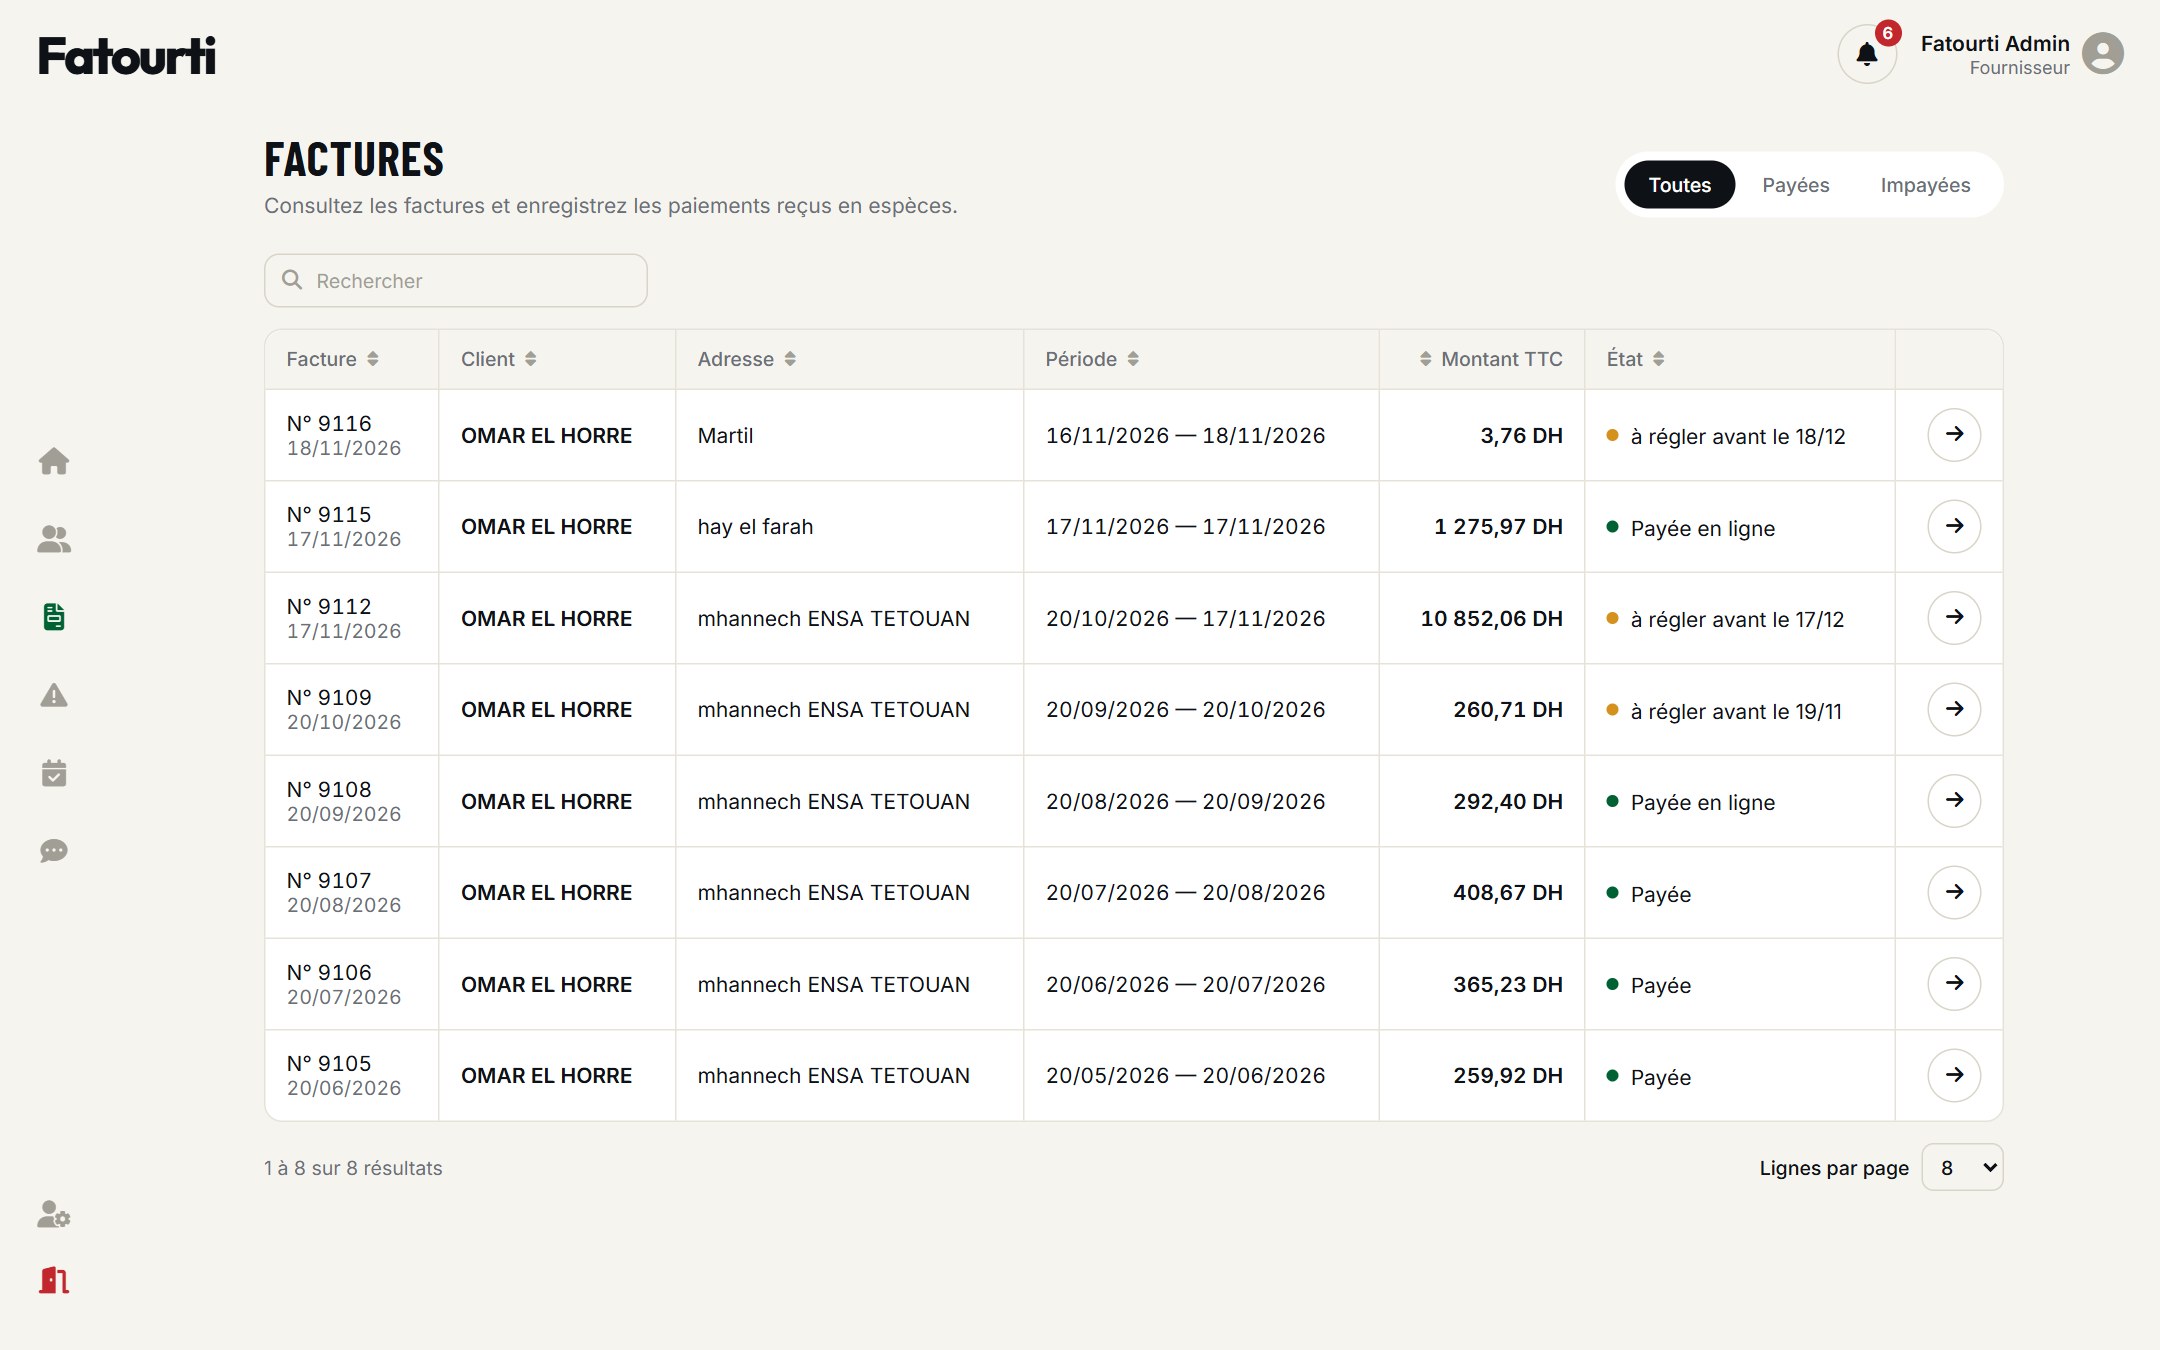 Fatourti
6
Fatourti Admin
Fournisseur
FACTURES
Consultez les factures et enregistrez les paiements reçus en espèces.
Toutes Payées Impayées
Rechercher
Facture Client Adresse Période Montant TTC État
N° 9116
18/11/2026
OMAR EL HORRE Martil 16/11/2026 — 18/11/2026 3,76 DH à régler avant le 18/12
N° 9115
17/11/2026
OMAR EL HORRE hay el farah 17/11/2026 — 17/11/2026 1 275,97 DH Payée en ligne
N° 9112
17/11/2026
OMAR EL HORRE mhannech ENSA TETOUAN 20/10/2026 — 17/11/2026 10 852,06 DH à régler avant le 17/12
N° 9109
20/10/2026
OMAR EL HORRE mhannech ENSA TETOUAN 20/09/2026 — 20/10/2026 260,71 DH à régler avant le 19/11
N° 9108
20/09/2026
OMAR EL HORRE mhannech ENSA TETOUAN 20/08/2026 — 20/09/2026 292,40 DH Payée en ligne
N° 9107
20/08/2026
OMAR EL HORRE mhannech ENSA TETOUAN 20/07/2026 — 20/08/2026 408,67 DH Payée
N° 9106
20/07/2026
OMAR EL HORRE mhannech ENSA TETOUAN 20/06/2026 — 20/07/2026 365,23 DH Payée
N° 9105
20/06/2026
OMAR EL HORRE mhannech ENSA TETOUAN 20/05/2026 — 20/06/2026 259,92 DH Payée
1 à 8 sur 8 résultats
Lignes par page 8